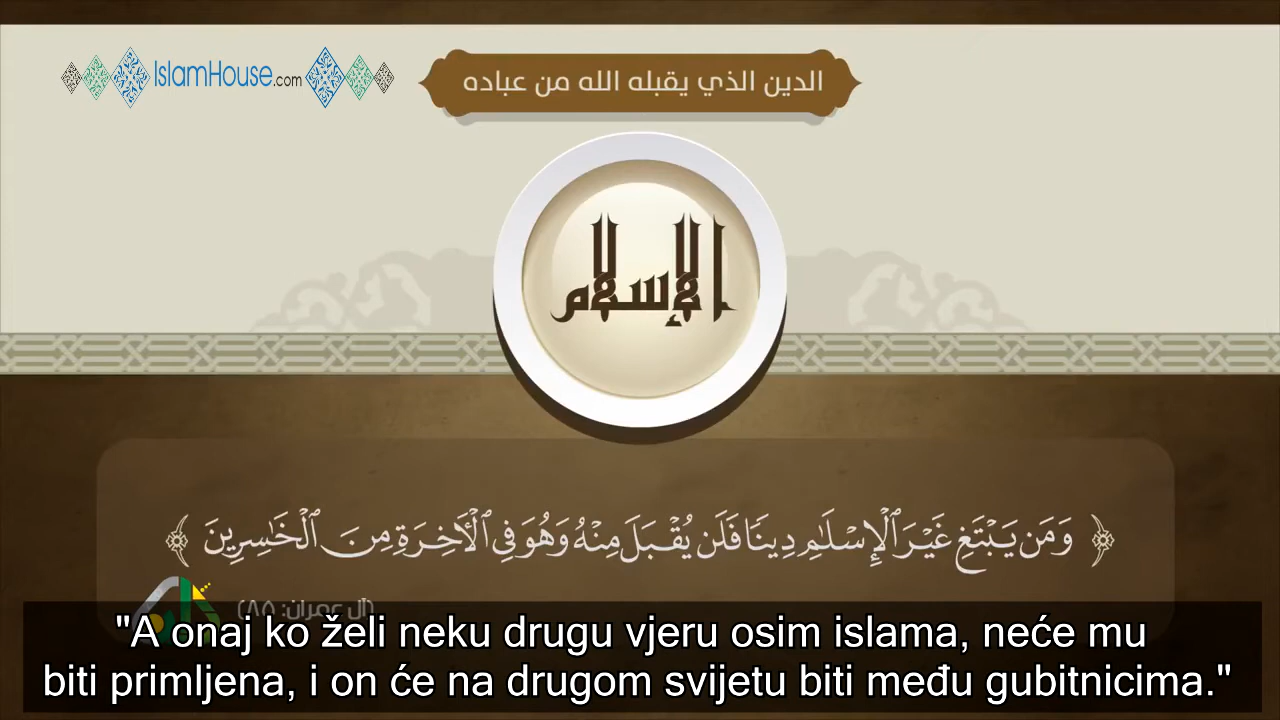 IslamHouse.com
الدين الذي يقبله الله من عباده
الإسلام
﴿ وَمَن يَبْتَغِ غَيْرَ ٱلْإِسْلَٰمِ دِينًا فَلَن يُقْبَلَ مِنْهُ وَهُوَ فِى ٱلْأَخِرَةِ مِنَ ٱلْخَٰسِرِينَ ﴾
(آل عمران: ٨٥)
"A onaj ko želi neku drugu vjeru osim islama, neće mu
biti primljena, i on će na drugom svijetu biti među gubitnicima."